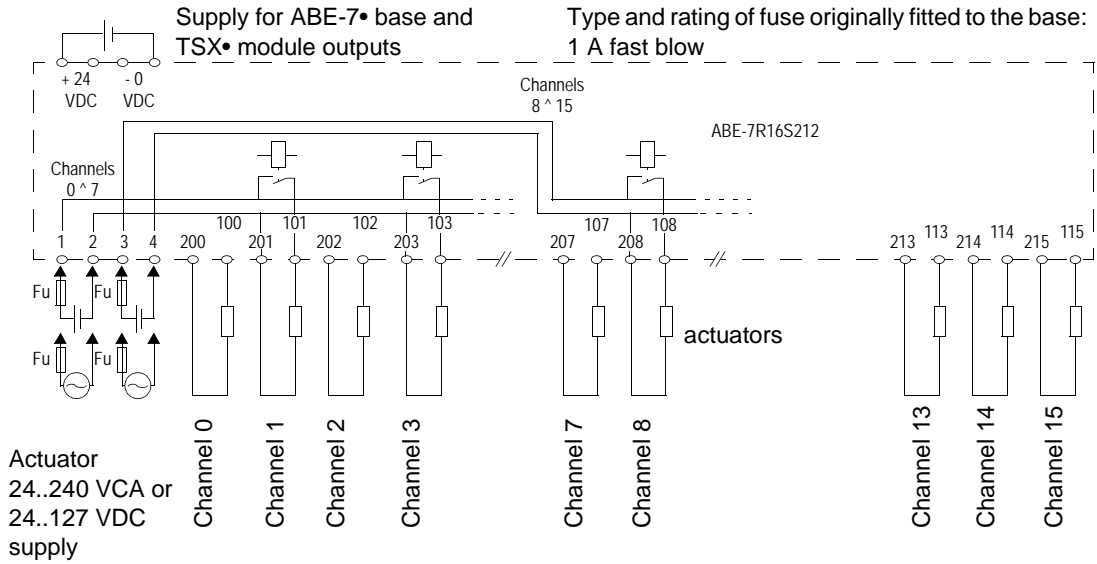 Supply for ABE-7• base and
TSX• module outputs
Type and rating of fuse originally fitted to the base:
1 A fast blow
+ 24
VDC
- 0
VDC
Channels
8 ^ 15
ABE-7R16S212
Channels
0 ^ 7
100 101 102 103 107 108 113 114 115
1 2 3 4 200 201 202 203 207 208 213 214 215
Fu Fu
actuators
Fu Fu
Channel 0
Channel 1
Channel 2
Channel 3
Channel 7
Channel 8
Channel 13
Channel 14
Channel 15
Actuator
24..240 VCA or
24..127 VDC
supply